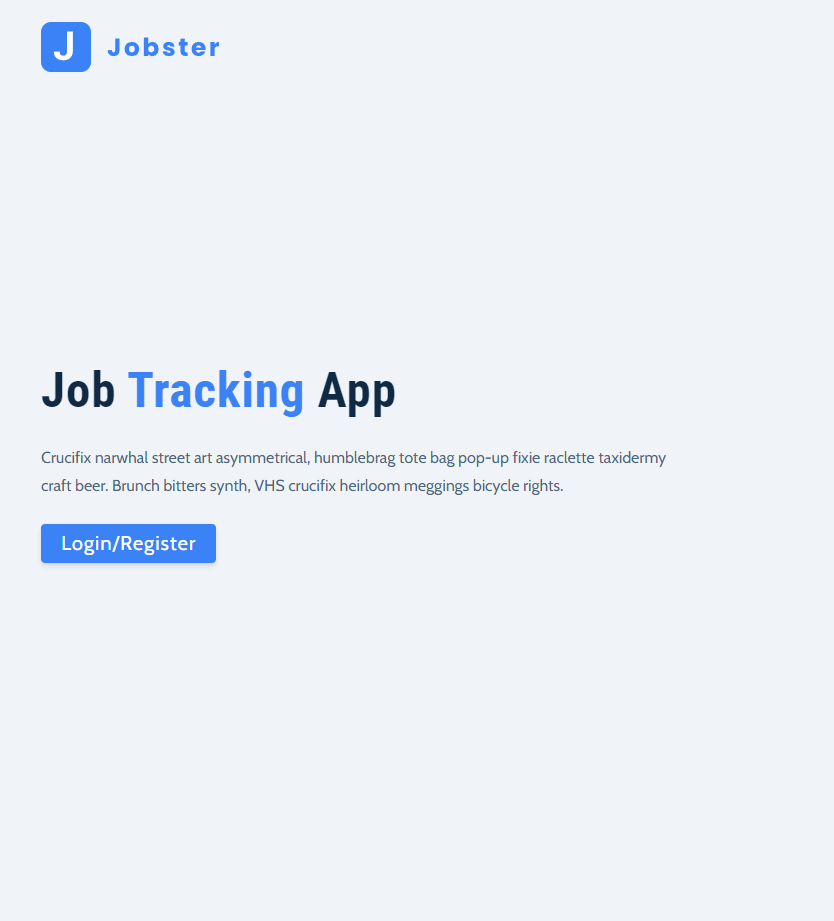 J Jobster
Job Tracking App
Crucifix narwhal street art asymmetrical, humblebrag tote bag pop-up fixie raclette taxidermy
craft beer. Brunch bitters synth, VHS crucifix heirloom meggings bicycle rights.
Login/Register